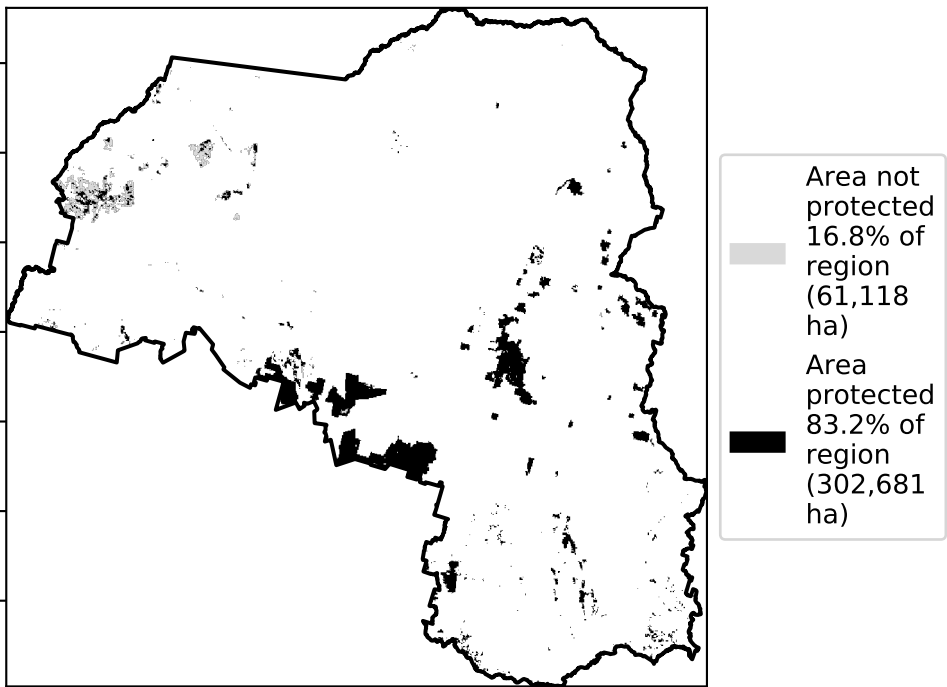 Area not
protected
16.8% of
region
(61,118
ha)
Area
protected
83.2% of
region
(302,681
ha)